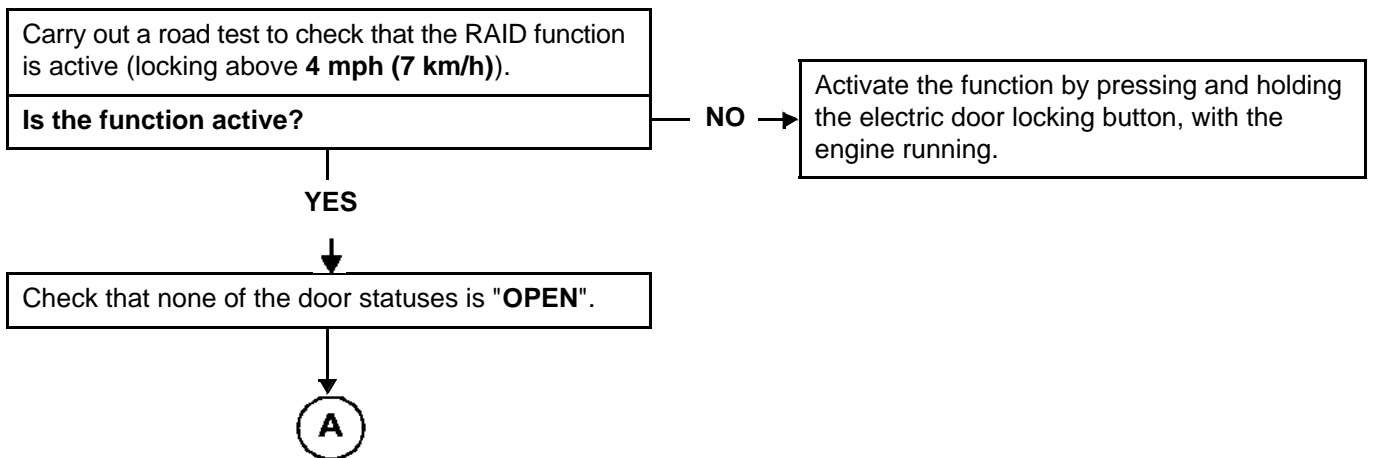 Carry out a road test to check that the RAID function
is active (locking above 4 mph (7 km/h)).
Is the function active?
NO
Activate the function by pressing and holding
the electric door locking button, with the
engine running.
YES
Check that none of the door statuses is "OPEN".
A